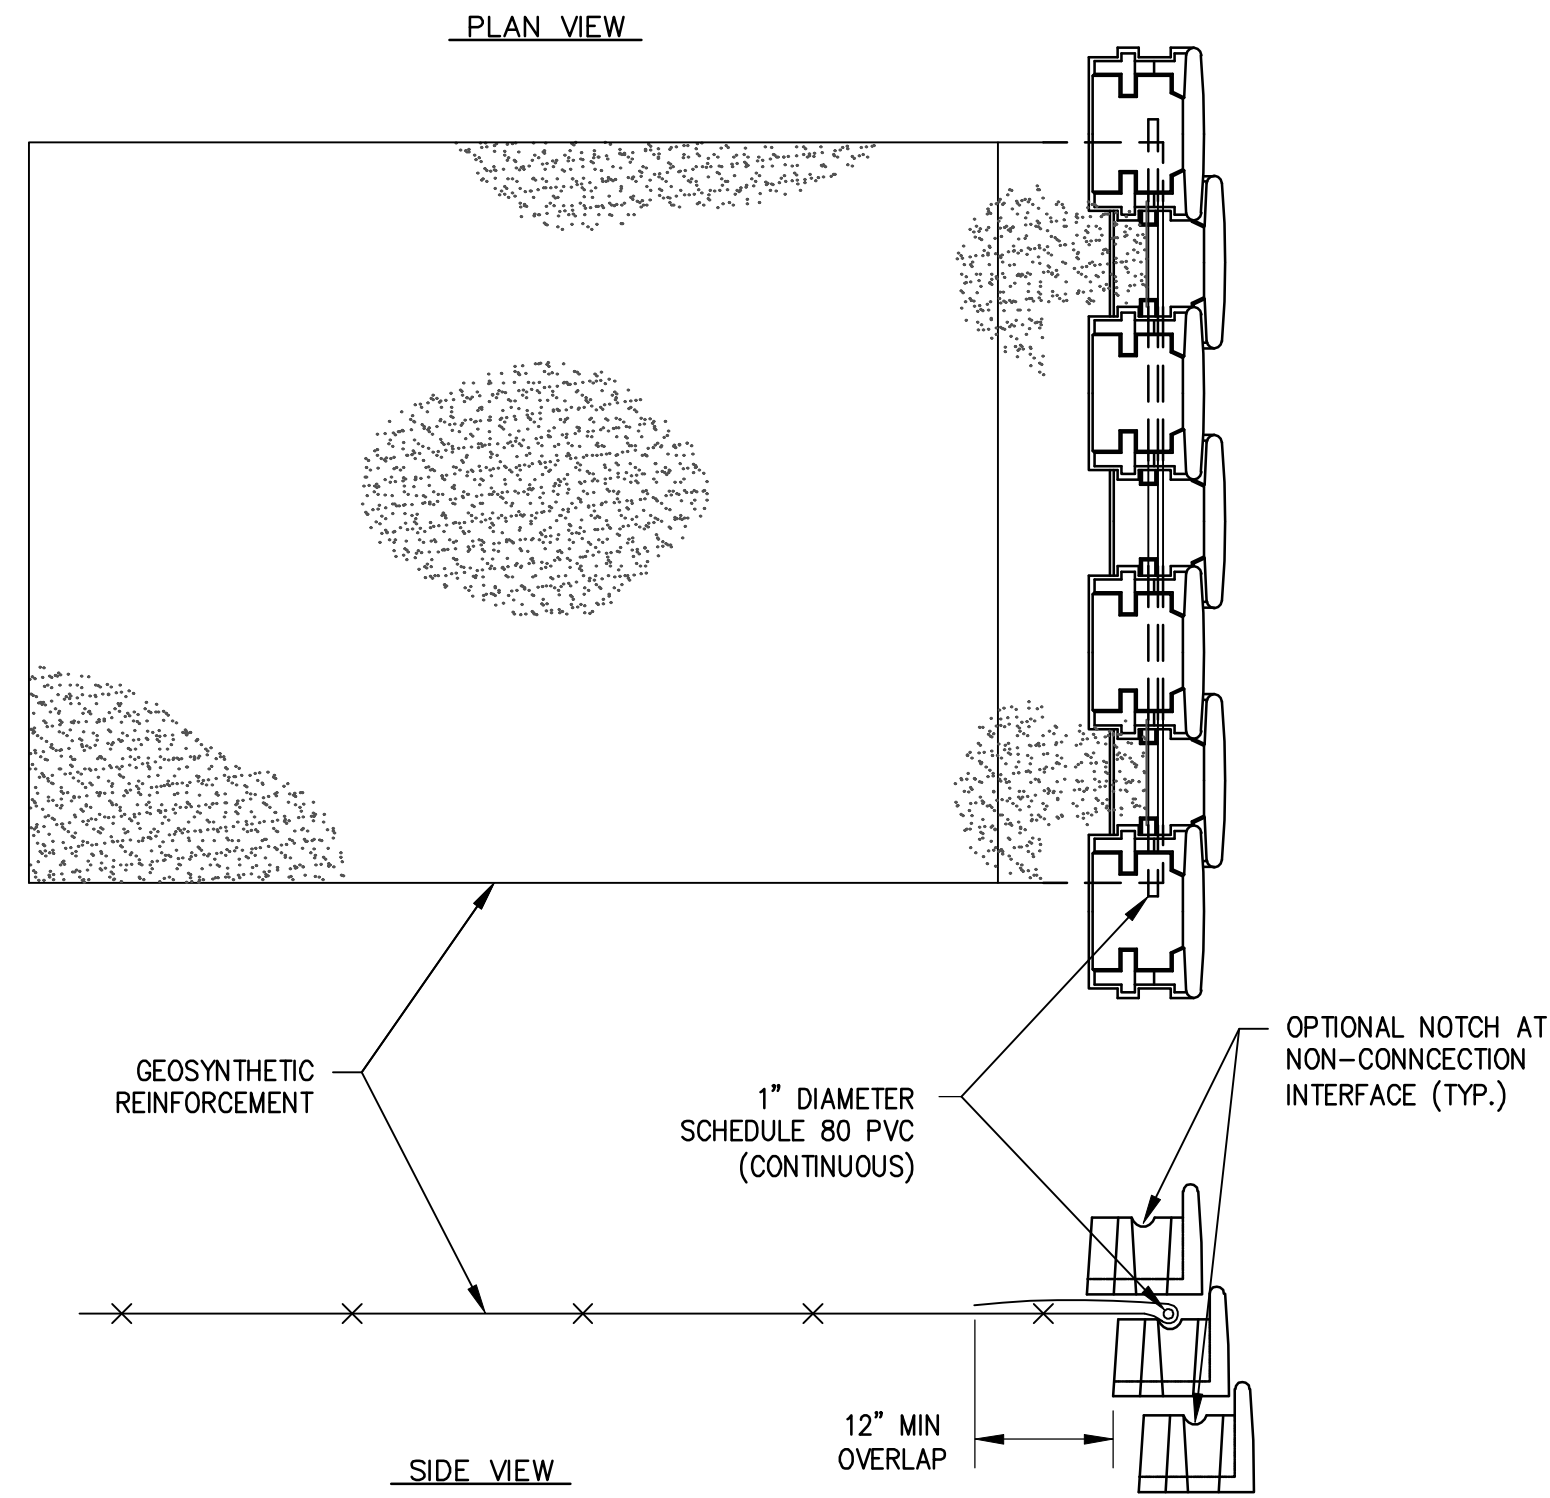 PLAN VIEW
GEOSYNTHETIC
REINFORCEMENT
1” DIAMETER
SCHEDULE 80 PVC
(CONTINUOUS)
OPTIONAL NOTCH AT
NON-CONNCECTION
INTERFACE (TYP.)
12” MIN
OVERLAP
SIDE VIEW